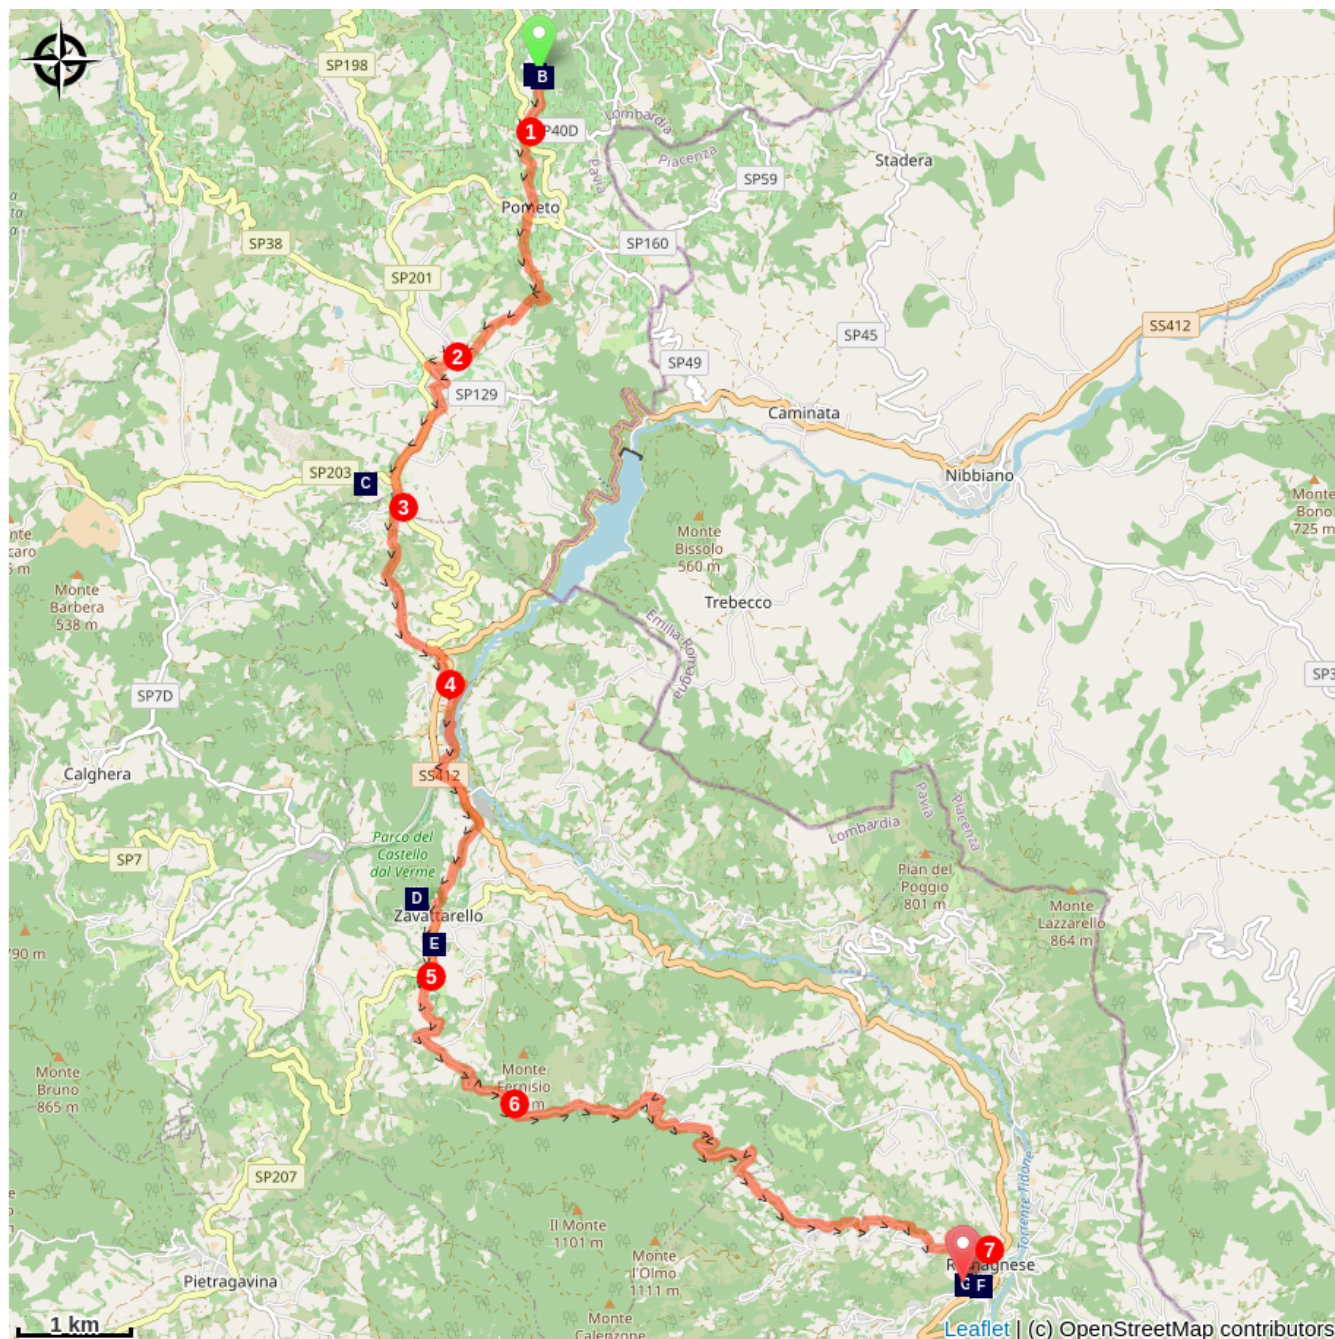 SP198
B
1
SP40D
Lombardia
Piacenza
Pavia
Stadera
SP59
Pometo
SP38
SP160
SP201
SS412
SP45
2
SP49
SP129
Caminata
SP203
C
3
Nibbiano
Monte
Bissolo
560 m
Monte
Bono
725 m
Monte
Barbera
538 m
Trebecco
Emilia-Romagna
4
SP7D
SP3
Calghera
SS412
Pavia
Piacenza
Lombardia
Parco del
Castello
dal Verme
SP7
Pian del
Poggio
801 m
D
Zavattarello
Monte
Lazzarello
864 m
E
790 m
5
Monte
Bruno
865 m
Monte
6
m
SP207
Torrente Tidone
Il Monte
1101 m
Monte
l'Olmo
1111 m
7
Pietragavina
G
F
Monte
Calenzone
1 km
Leaflet | (c) OpenStreetMap contributors